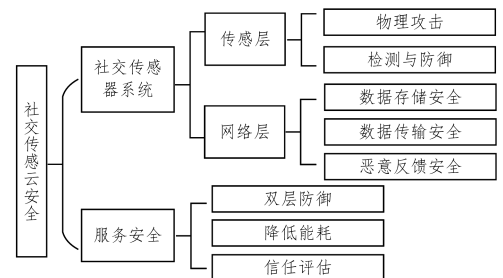 社交传感云安全
社交传感
器系统
传感层
物理攻击
检测与防御
网络层
数据存储安全
数据传输安全
恶意反馈安全
服务安全
双层防御
降低能耗
信任评估